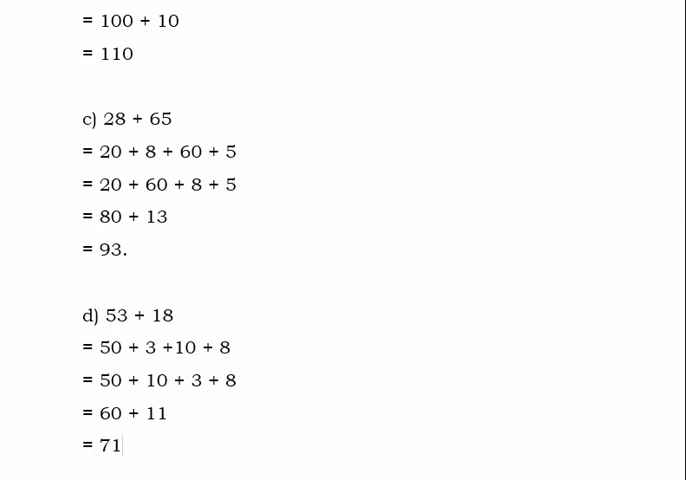 = 100 + 10
= 110
c) 28 + 65
= 20 + 8 + 60 + 5
= 20 + 60 + 8 + 5
= 80 + 13
= 93.
d) 53 + 18
= 50 + 3 +10 + 8
= 50 + 10 + 3 + 8
= 60 + 11
= 71